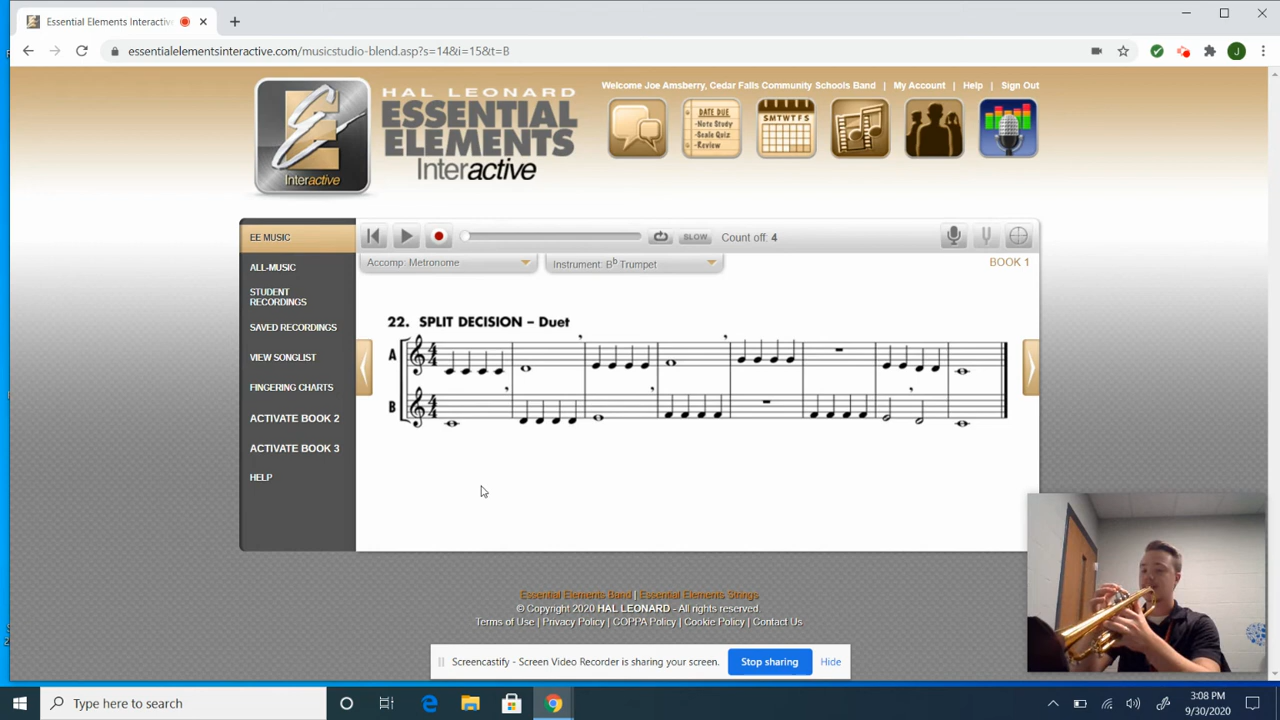 Essential Elements Interactiv
essentialelementsinteractive.com/musicstudio-blend.asp?s=14&i=15&t=B
J
Welcome Joe Amsberry, Cedar Falls Community Schools Band | My Account | Help | Sign Out
HAL LEONARD
ESSENTIAL
ELEMENTS
Interactive
E
Interactive
DATE DUE
-Note Study
-Scale Quiz
-Review
SMTWTFS
EE MUSIC
ALL-MUSIC
STUDENT
RECORDINGS
SAVED RECORDINGS
VIEW SONGLIST
FINGERING CHARTS
ACTIVATE BOOK 2
ACTIVATE BOOK 3
HELP
SLOW
Count off: 4
Accomp: Metronome
Instrument: Bb Trumpet
BOOK 1
22. SPLIT DECISION – Duet
A
4
4
B
4
4
Essential Elements Band | Essential Elements Strings
© Copyright 2020 HAL LEONARD - All rights reserved
Terms of Use | Privacy Policy | COPPA Policy | Cookie Policy | Contact Us
Screencastify - Screen Video Recorder is sharing your screen.
Stop sharing
Hide
Type here to search
3:08 PM
9/30/2020